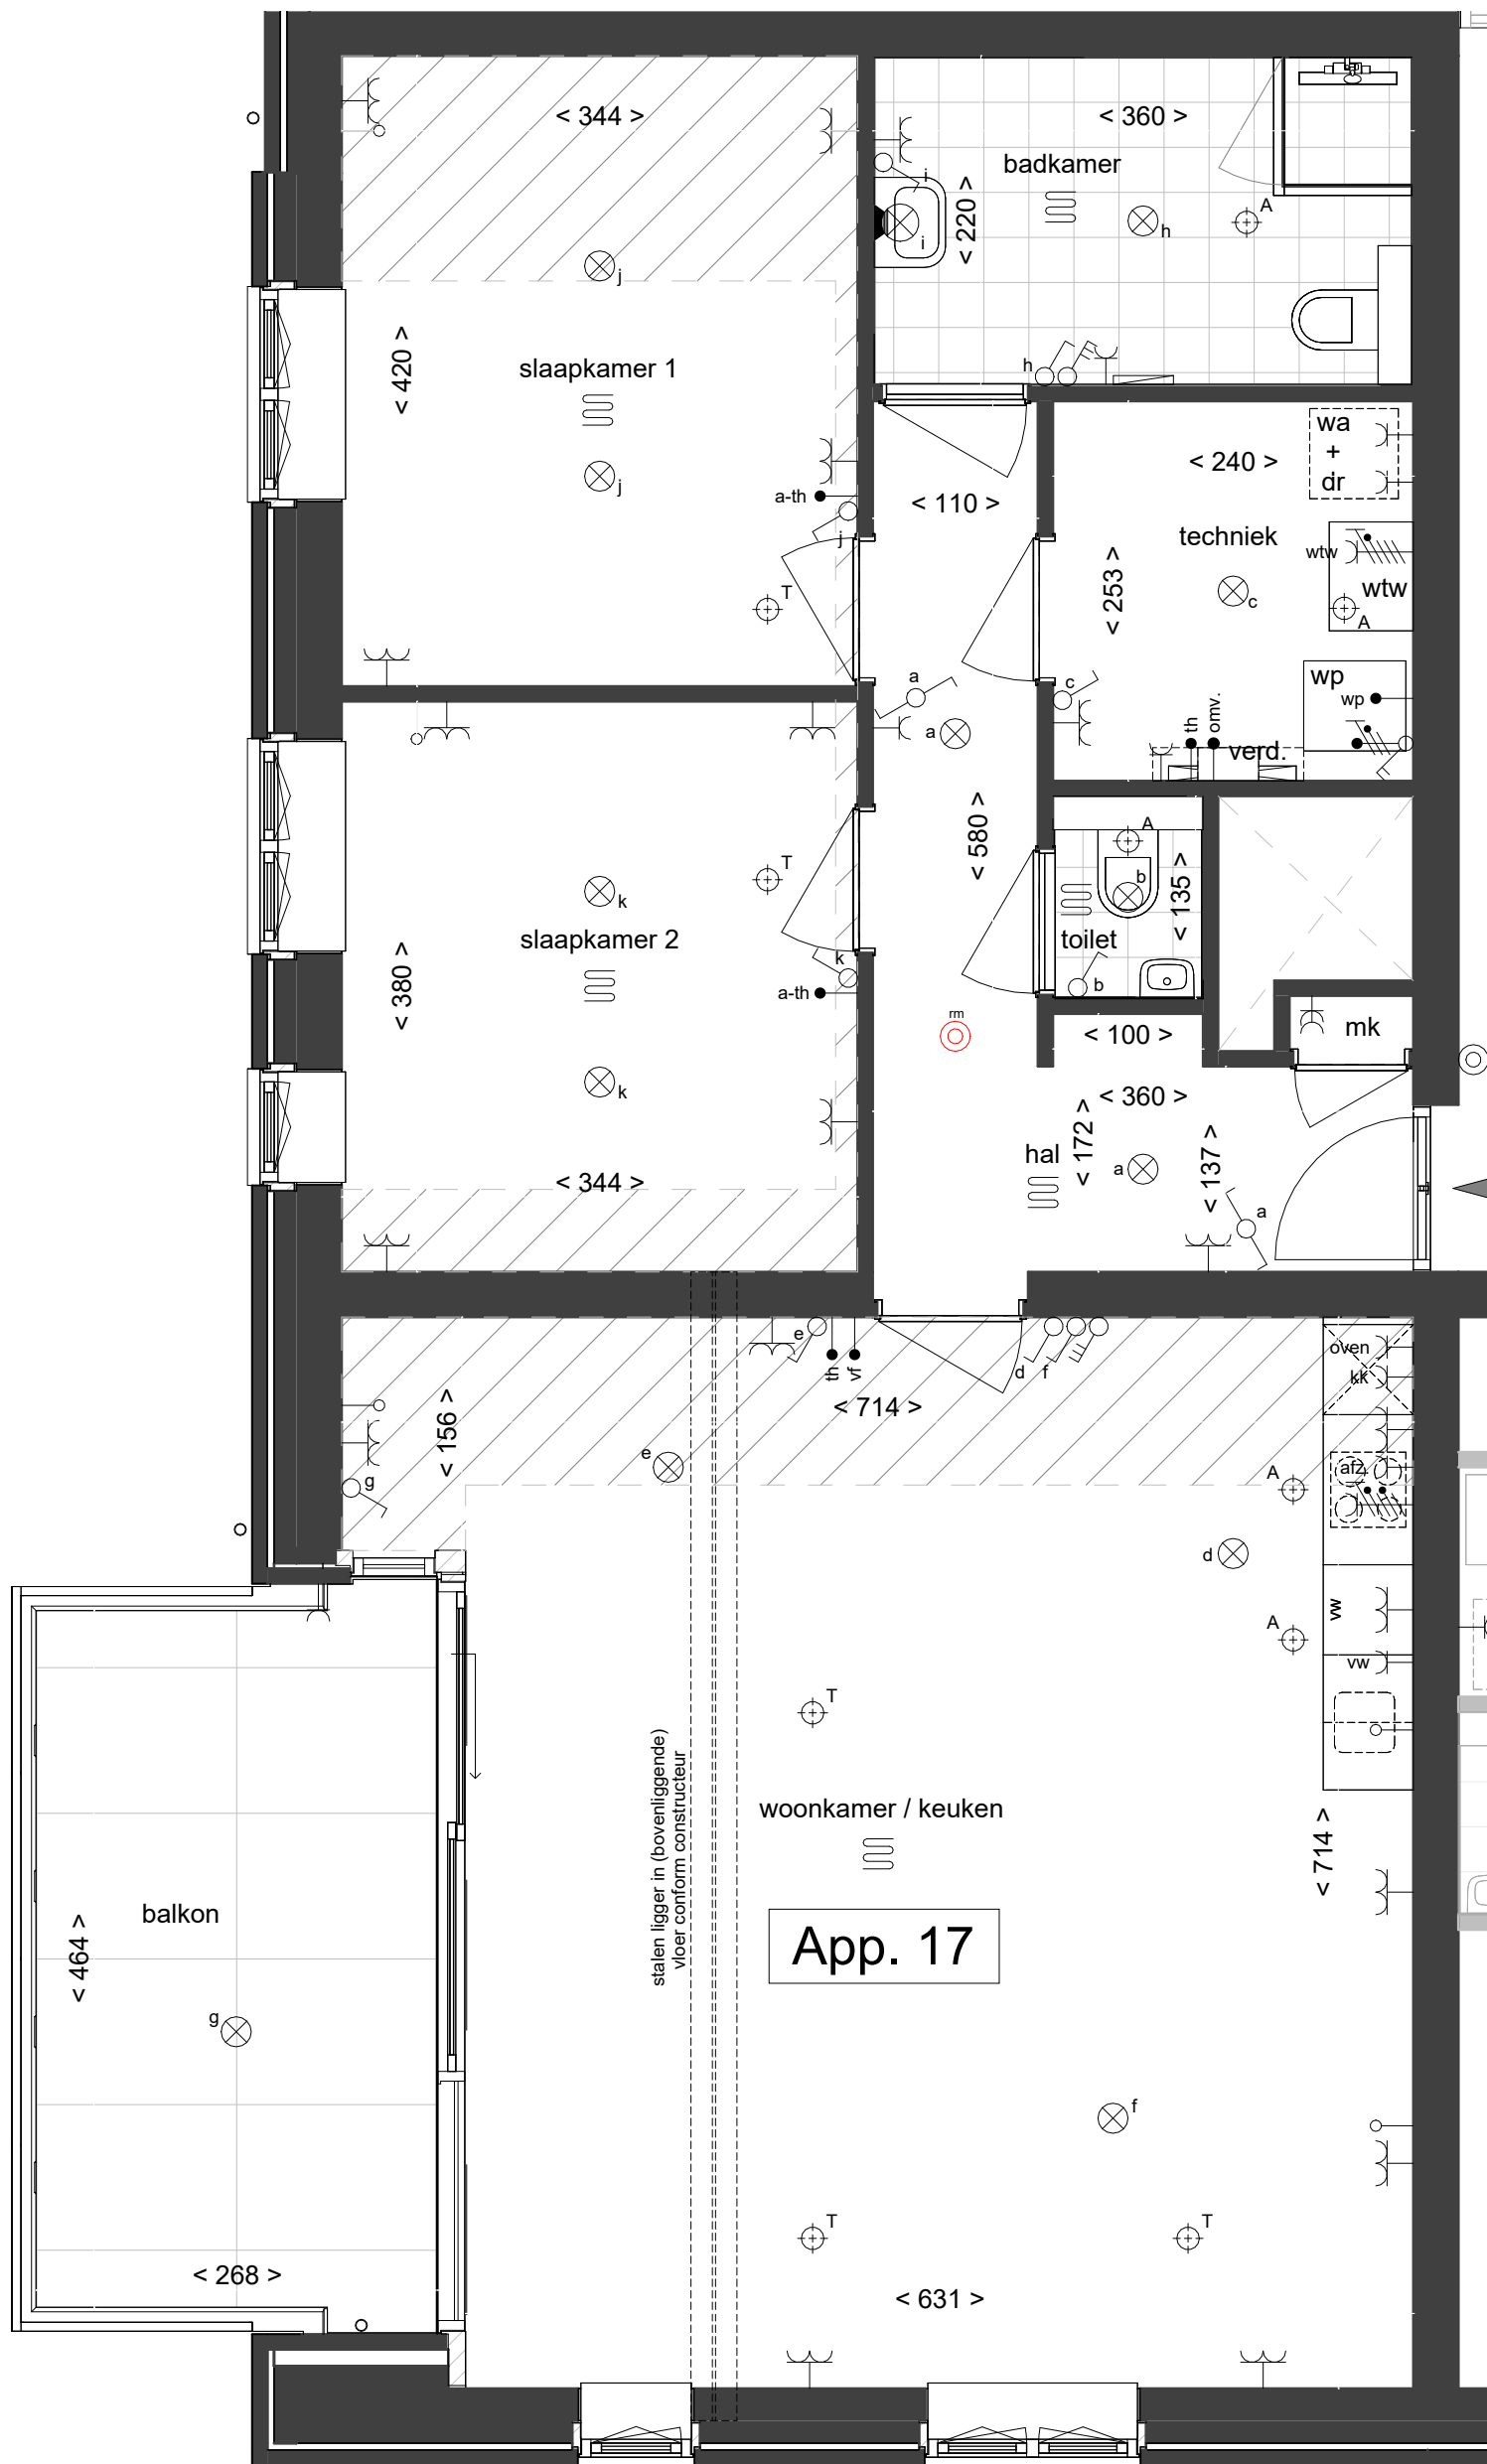 < 344 >
< 360 >
badkamer
i
< 220 >
i
h
A
j
slaapkamer 1
< 420 >
j
h
a-th
j
T
< 110 >
< 240 >
wa
+
dr
techniek
wtw
wtw
A
c
< 253 >
wp
wp
c
th
omv.
verd.
a
a
< 580 >
T
k
slaapkamer 2
k
a-th
< 380 >
k
< 344 >
A
b
< 135 >
toilet
b
rm
< 100 >
mk
< 360 >
hal
< 172 >
a
< 137 >
a
e
th
vf
d
f
< 714 >
< 156 >
e
g
oven
kk
A
afz.
d
vw
A
vw
T
stalen ligger in (bovenliggende)
vloer conform constructeur
woonkamer / keuken
< 714 >
App. 17
balkon
< 464 >
g
f
T
T
< 268 >
< 631 >